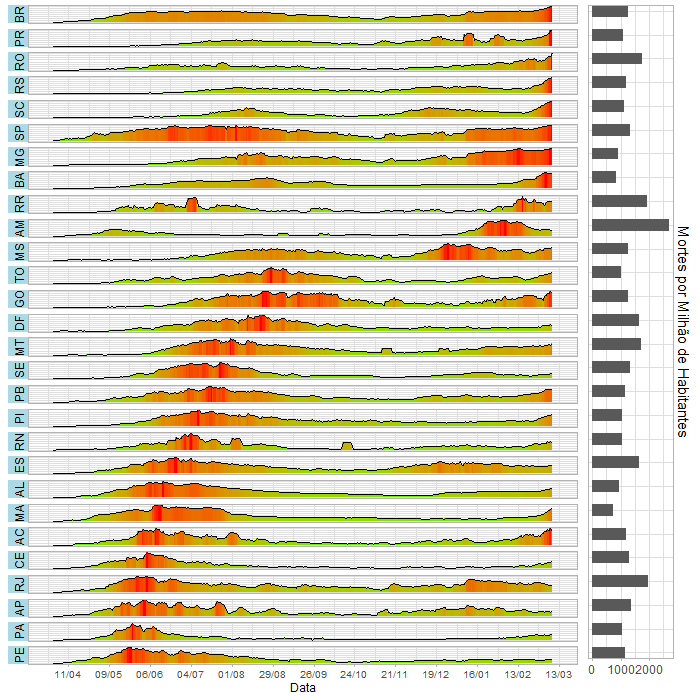 BR
PR
RO
RS
SC
SP
MG
BA
RR
AM
MS
TO
GO
DF
MT
SE
PB
PI
RN
ES
AL
MA
AC
CE
RJ
AP
PA
PE
11/04 09/05 06/06 04/07 01/08 29/08 26/09 24/10 21/11 19/12 16/01 13/02 13/03
Data
0 1000 2000
Mortes por Milhão de Habitantes